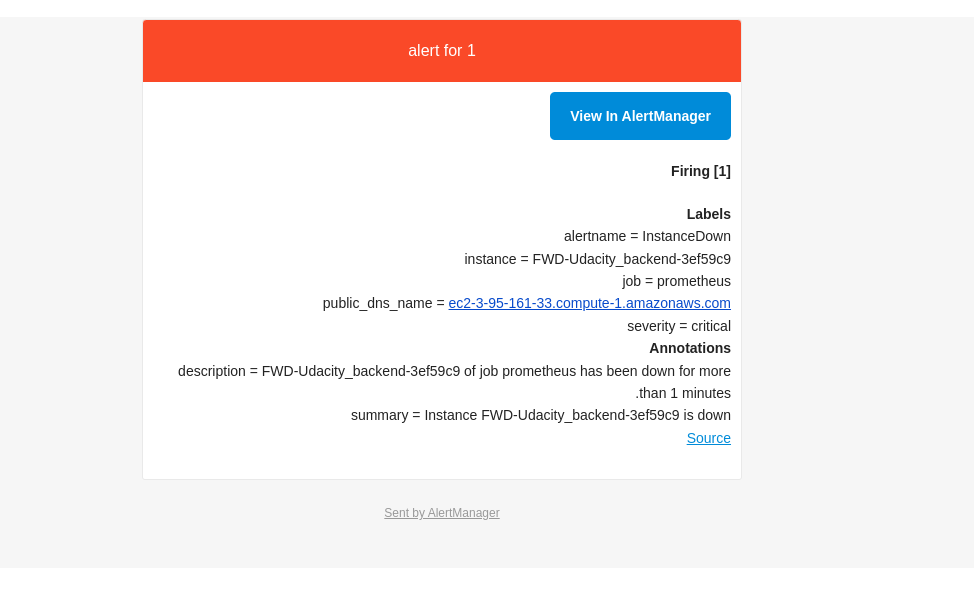 alert for 1
View In AlertManager
Firing [1]
Labels
alertname = InstanceDown
instance = FWD-Udacity_backend-3ef59c9
job = prometheus
public_dns_name = ec2-3-95-161-33.compute-1.amazonaws.com
severity = critical
Annotations
description = FWD-Udacity_backend-3ef59c9 of job prometheus has been down for more
.than 1 minutes
summary = Instance FWD-Udacity_backend-3ef59c9 is down
Source
Sent by AlertManager